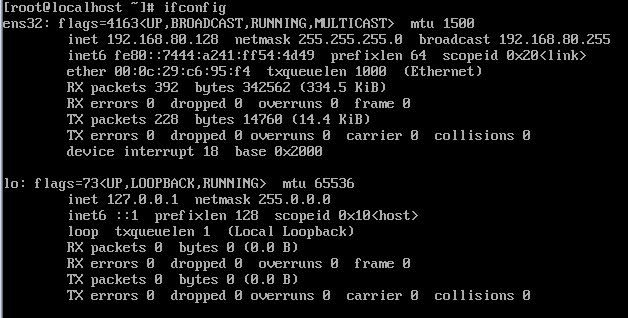 [root@localhost ~]# ifconfig
ens32: flags=4163<UP,BROADCAST,RUNNING,MULTICAST>  mtu 1500
        inet 192.168.80.128  netmask 255.255.255.0  broadcast 192.168.80.255
        inet6 fe80::7444:a241:ff54:4d49  prefixlen 64  scopeid 0x20<link>
        ether 00:0c:29:c6:95:f4  txqueuelen 1000  (Ethernet)
        RX packets 392  bytes 342562 (334.5 KiB)
        RX errors 0  dropped 0  overruns 0  frame 0
        TX packets 228  bytes 14760 (14.4 KiB)
        TX errors 0  dropped 0 overruns 0  carrier 0  collisions 0
        device interrupt 18  base 0x2000
lo: flags=73<UP,LOOPBACK,RUNNING>  mtu 65536
        inet 127.0.0.1  netmask 255.0.0.0
        inet6 ::1  prefixlen 128  scopeid 0x10<host>
        loop  txqueuelen 1  (Local Loopback)
        RX packets 0  bytes 0 (0.0 B)
        RX errors 0  dropped 0  overruns 0  frame 0
        TX packets 0  bytes 0 (0.0 B)
        TX errors 0  dropped 0 overruns 0  carrier 0  collisions 0